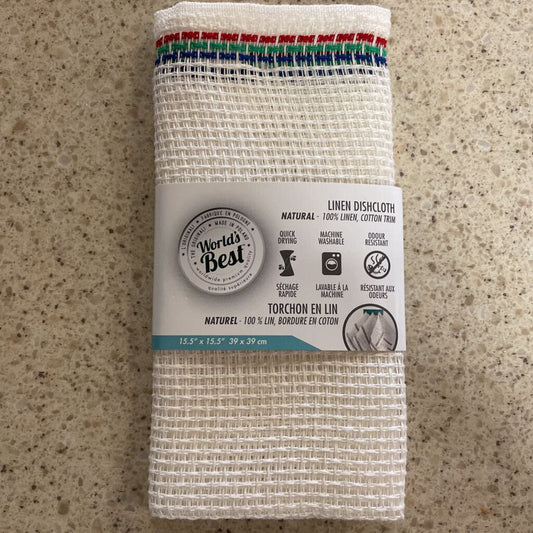 L'ORIGINAL! ★ FABRIQUÉ EN POLOGNE ★
THE ORIGINAL! ★ MADE IN POLAND ★
World's
Best
worldwide premium quality
qualité supérieure
LINEN DISHCLOTH
NATURAL - 100% LINEN, COTTON TRIM
QUICK
DRYING
MACHINE
WASHABLE
ODOUR
RESISTANT
SÉCHAGE
RAPIDE
LAVABLE À LA
MACHINE
RÉSISTANT AUX
ODEURS
TORCHON EN LIN
NATUREL - 100 % LIN, BORDURE EN COTON
15.5" x 15.5" 39 x 39 cm